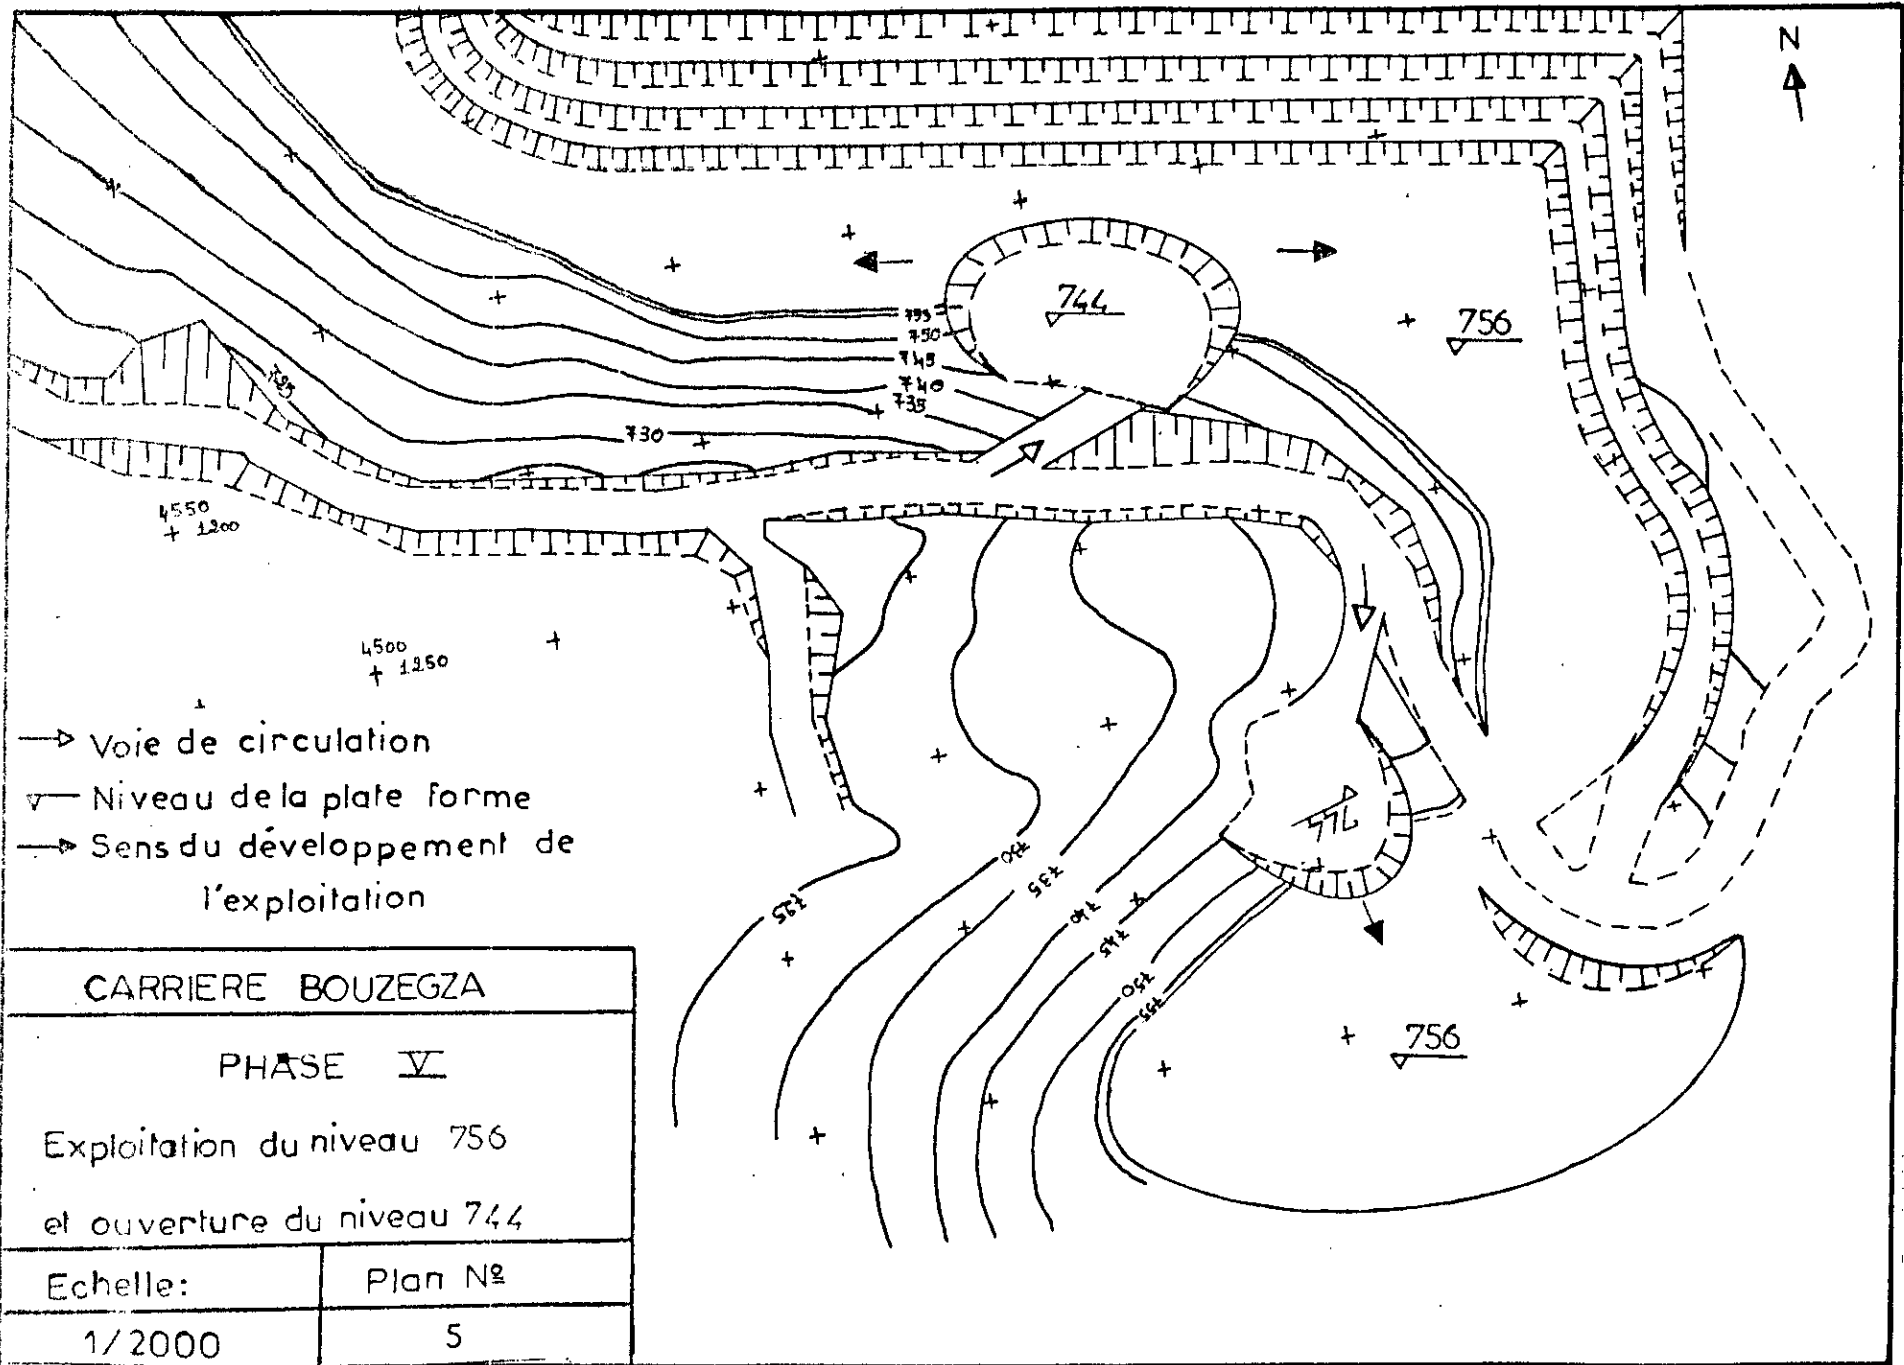 N
744
756
755
750
745
740
735
730
725
4550
1200
4500
1250
744
730
735
740
745
750
755
725
756
Voie de circulation
Niveau de la plate forme
Sens du développement de
l'exploitation
CARRIERE BOUZEGZA
PHASE V
Exploitation du niveau 756
et ouverture du niveau 744
Echelle: Plan Nº
1/2000 5